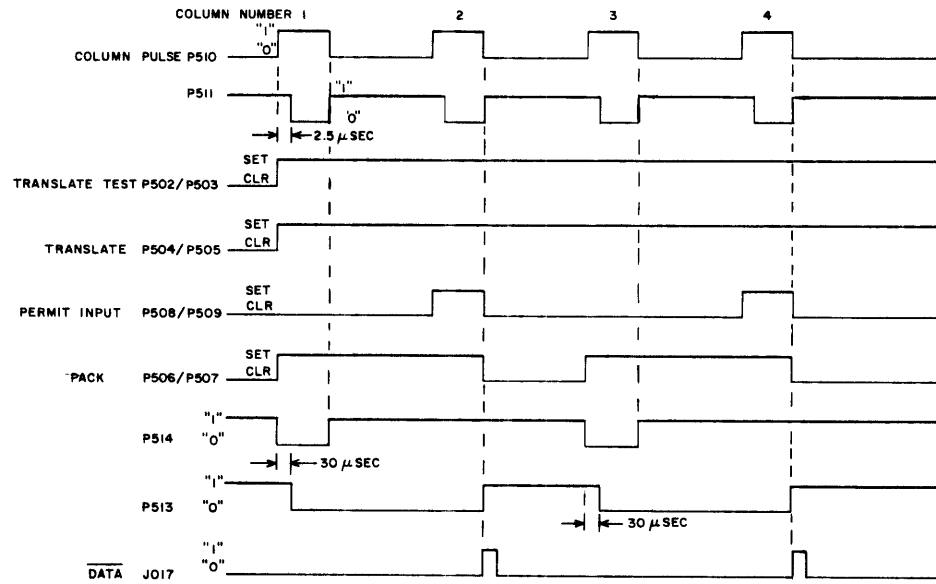 COLUMN NUMBER 1 2 3 4
"1"
"0"
COLUMN PULSE P510
P511 "1"
'0'
2.5 μ SEC
SET
CLR
TRANSLATE TEST P502/P503
SET
CLR
TRANSLATE P504/P505
SET
CLR
PERMIT INPUT P508/P509
SET
CLR
PACK P506/P507
"1"
"0"
P514
30 μ SEC
"1"
"0"
P513
30 μ SEC
"1"
"0"
DATA J017